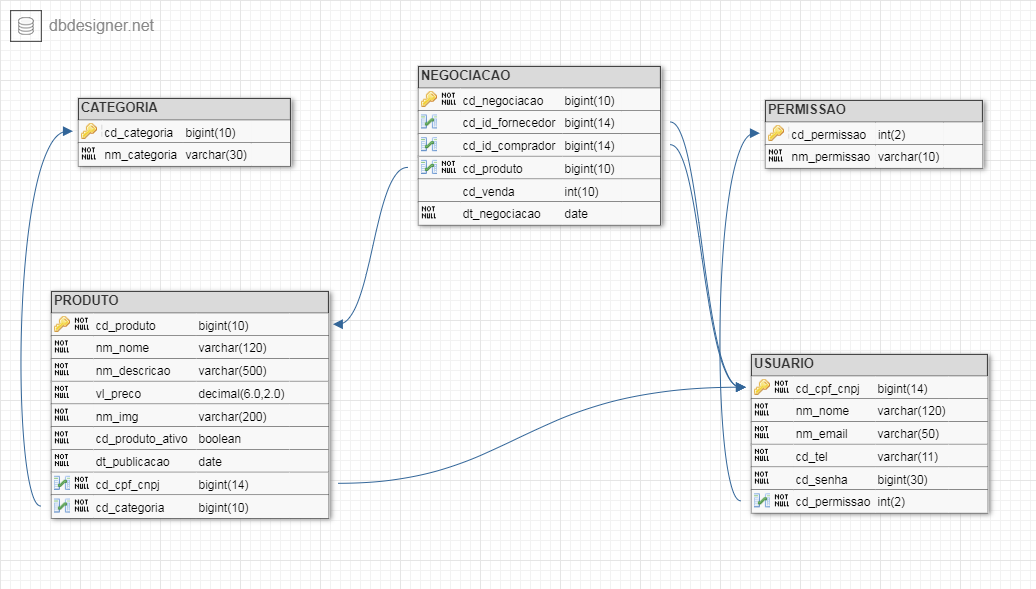 dbdesigner.net
CATEGORIA
cd_categoria bigint(10)
NOT NULL nm_categoria varchar(30)
NEGOCIACAO
NOT NULL cd_negociacao bigint(10)
cd_id_fornecedor bigint(14)
cd_id_comprador bigint(14)
NOT NULL cd_produto bigint(10)
cd_venda int(10)
NOT NULL dt_negociacao date
PERMISSAO
cd_permissao int(2)
NOT NULL nm_permissao varchar(10)
PRODUTO
NOT NULL cd_produto bigint(10)
NOT NULL nm_nome varchar(120)
NOT NULL nm_descricao varchar(500)
NOT NULL vl_preco decimal(6.0,2.0)
NOT NULL nm_img varchar(200)
NOT NULL cd_produto_ativo boolean
NOT NULL dt_publicacao date
NOT NULL cd_cpf_cnpj bigint(14)
NOT NULL cd_categoria bigint(10)
USUARIO
NOT NULL cd_cpf_cnpj bigint(14)
NOT NULL nm_nome varchar(120)
NOT NULL nm_email varchar(50)
NOT NULL cd_tel varchar(11)
NOT NULL cd_senha bigint(30)
NOT NULL cd_permissao int(2)